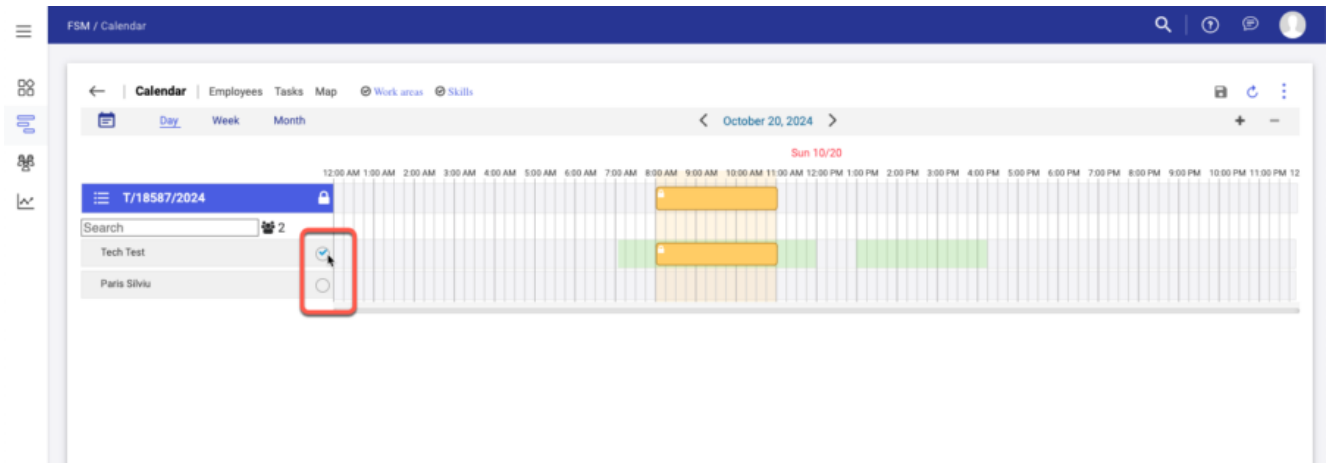 FSM / Calendar
Calendar Employees Tasks Map Work areas Skills
Day Week Month October 20, 2024
Sun 10/20
12:00 AM 1:00 AM 2:00 AM 3:00 AM 4:00 AM 5:00 AM 6:00 AM 7:00 AM 8:00 AM 9:00 AM 10:00 AM 11:00 AM 12:00 PM 1:00 PM 2:00 PM 3:00 PM 4:00 PM 5:00 PM 6:00 PM 7:00 PM 8:00 PM 9:00 PM 10:00 PM 11:00 PM 12
T/18587/2024
Search 2
Tech Test
Paris Silviu